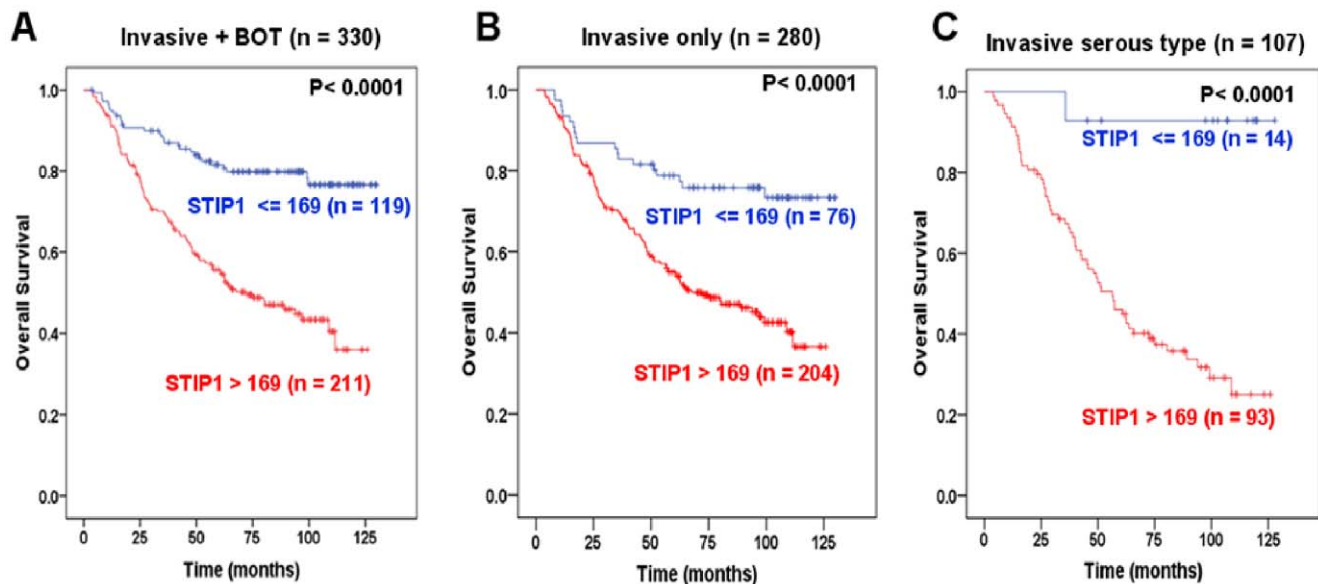 A
Invasive + BOT (n = 330)
P< 0.0001
STIP1 <= 169 (n = 119)
STIP1 > 169 (n = 211)
Overall Survival
1.0
0.8
0.6
0.4
0.2
0.0
0 25 50 75 100 125
Time (months)
B
Invasive only (n = 280)
P< 0.0001
STIP1 <= 169 (n = 76)
STIP1 > 169 (n = 204)
Overall Survival
1.0
0.8
0.6
0.4
0.2
0.0
0 25 50 75 100 125
Time (months)
C
Invasive serous type (n = 107)
P< 0.0001
STIP1 <= 169 (n = 14)
STIP1 > 169 (n = 93)
Overall Survival
1.0
0.8
0.6
0.4
0.2
0.0
0 25 50 75 100 125
Time (months)